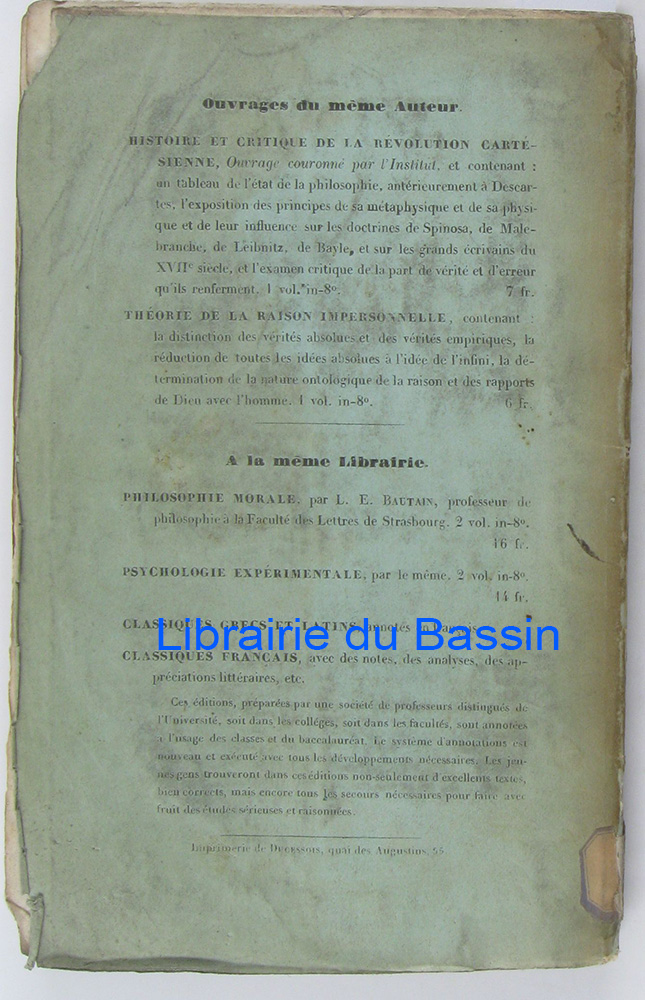 Ouvrages du même Auteur.
HISTOIRE ET CRITIQUE DE LA RÉVOLUTION CARTÉ-
SIENNE, Ouvrage couronné par l'Institut, et contenant :
un tableau de l'état de la philosophie, antérieurement à Descar-
tes, l'exposition des principes de sa métaphysique et de sa physi-
que et de leur influence sur les doctrines de Spinosa, de Male-
branche, de Leibnitz, de Bayle, et sur les grands écrivains du
XVIIe siècle, et l'examen critique de la part de vérité et d'erreur
qu'ils renferment. 1 vol. in-8o. 7 fr.
THÉORIE DE LA RAISON IMPERSONNELLE, contenant :
la distinction des vérités absolues et des vérités empiriques, la
réduction de toutes les idées absolues à l'idée de l'infini, la dé-
termination de la nature ontologique de la raison et des rapports
de Dieu avec l'homme. 1 vol. in-8o. 6 fr.
A la même Librairie.
PHILOSOPHIE MORALE, par L. E. BAUTAIN, professeur de
philosophie à la Faculté des Lettres de Strasbourg. 2 vol. in-8o.
16 fr.
PSYCHOLOGIE EXPÉRIMENTALE, par le même. 2 vol. in-8o.
14 fr.
CLASSIQUES GRECS ET LATINS, annotés en français.
Librairie du Bassin
CLASSIQUES FRANÇAIS, avec des notes, des analyses, des ap-
préciations littéraires, etc.
Ces éditions, préparées par une société de professeurs distingués de
l'Université, soit dans les colléges, soit dans les facultés, sont annotées
à l'usage des classes et du baccalauréat. Le système d'annotations est
nouveau et exécuté avec tous les développements nécessaires. Les jeu-
nes gens trouveront dans ces éditions non-seulement d'excellents textes,
bien corrects, mais encore tous les secours nécessaires pour faire avec
fruit des études sérieuses et raisonnées.
Imprimerie de DUCESSOIS, quai des Augustins, 55